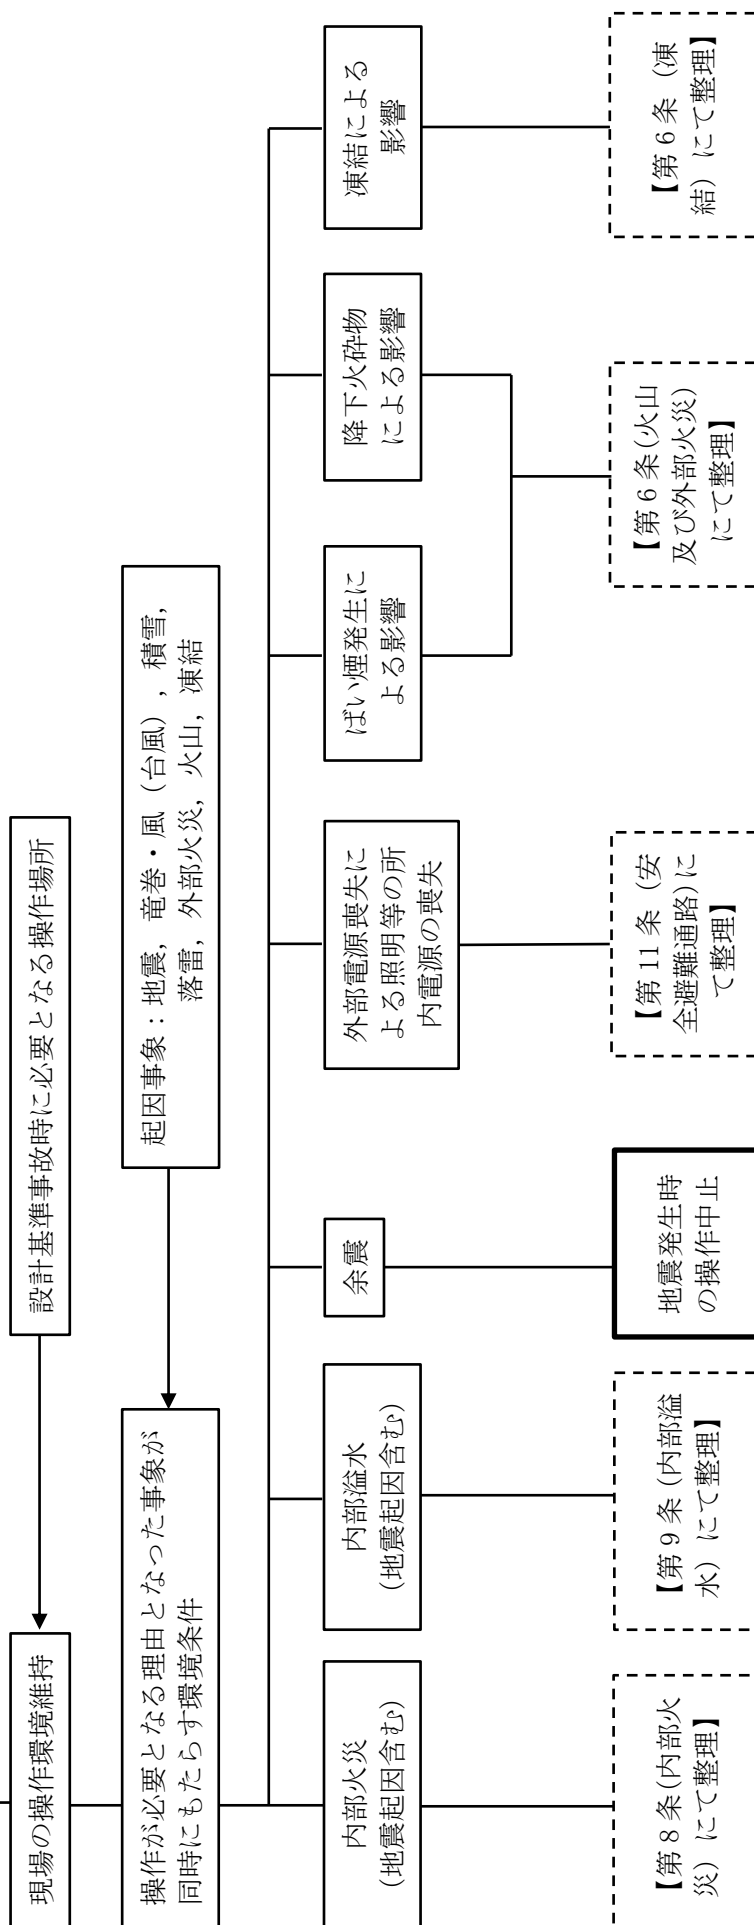 現場の操作環境維持
設計基準事故時に必要となる操作場所
操作が必要となる理由となった事象が
同時にもたらす環境条件
起因事象：地震，竜巻・風（台風），積雪，
落雷，外部火災，火山，凍結
内部火災
(地震起因含む)
内部溢水
(地震起因含む)
余震
外部電源喪失に
よる照明等の所
内電源の喪失
ばい煙発生に
よる影響
降下火砕物
による影響
凍結による
影響
【第8条(内部火
災）にて整理】
【第9条（内部溢
水）にて整理】
地震発生時
の操作中止
【第11条（安
全避難通路)に
て整理】
【第6条(火山
及び外部火災)
にて整理】
【第6条（凍
結）にて整理】